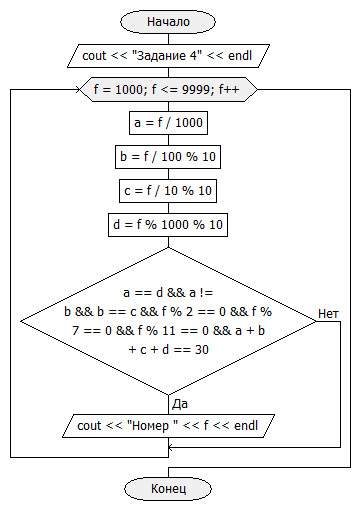 Начало
cout << "Задание 4" << endl
f = 1000; f <= 9999; f++
a = f / 1000
b = f / 100 % 10
c = f / 10 % 10
d = f % 1000 % 10
a == d && a !=
b && b == c && f % 2 == 0 && f %
7 == 0 && f % 11 == 0 && a + b
+ c + d == 30
Нет
Да
cout << "Номер " << f << endl
Конец